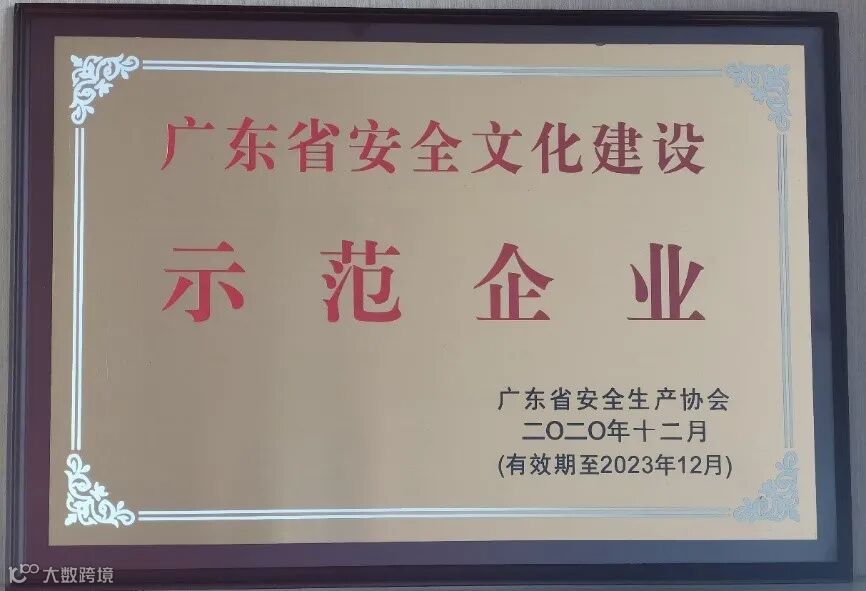 广东省安全文化建设
示范企业
广东省安全生产协会
二〇二〇年十二月
(有效期至2023年12月)
大数跨境